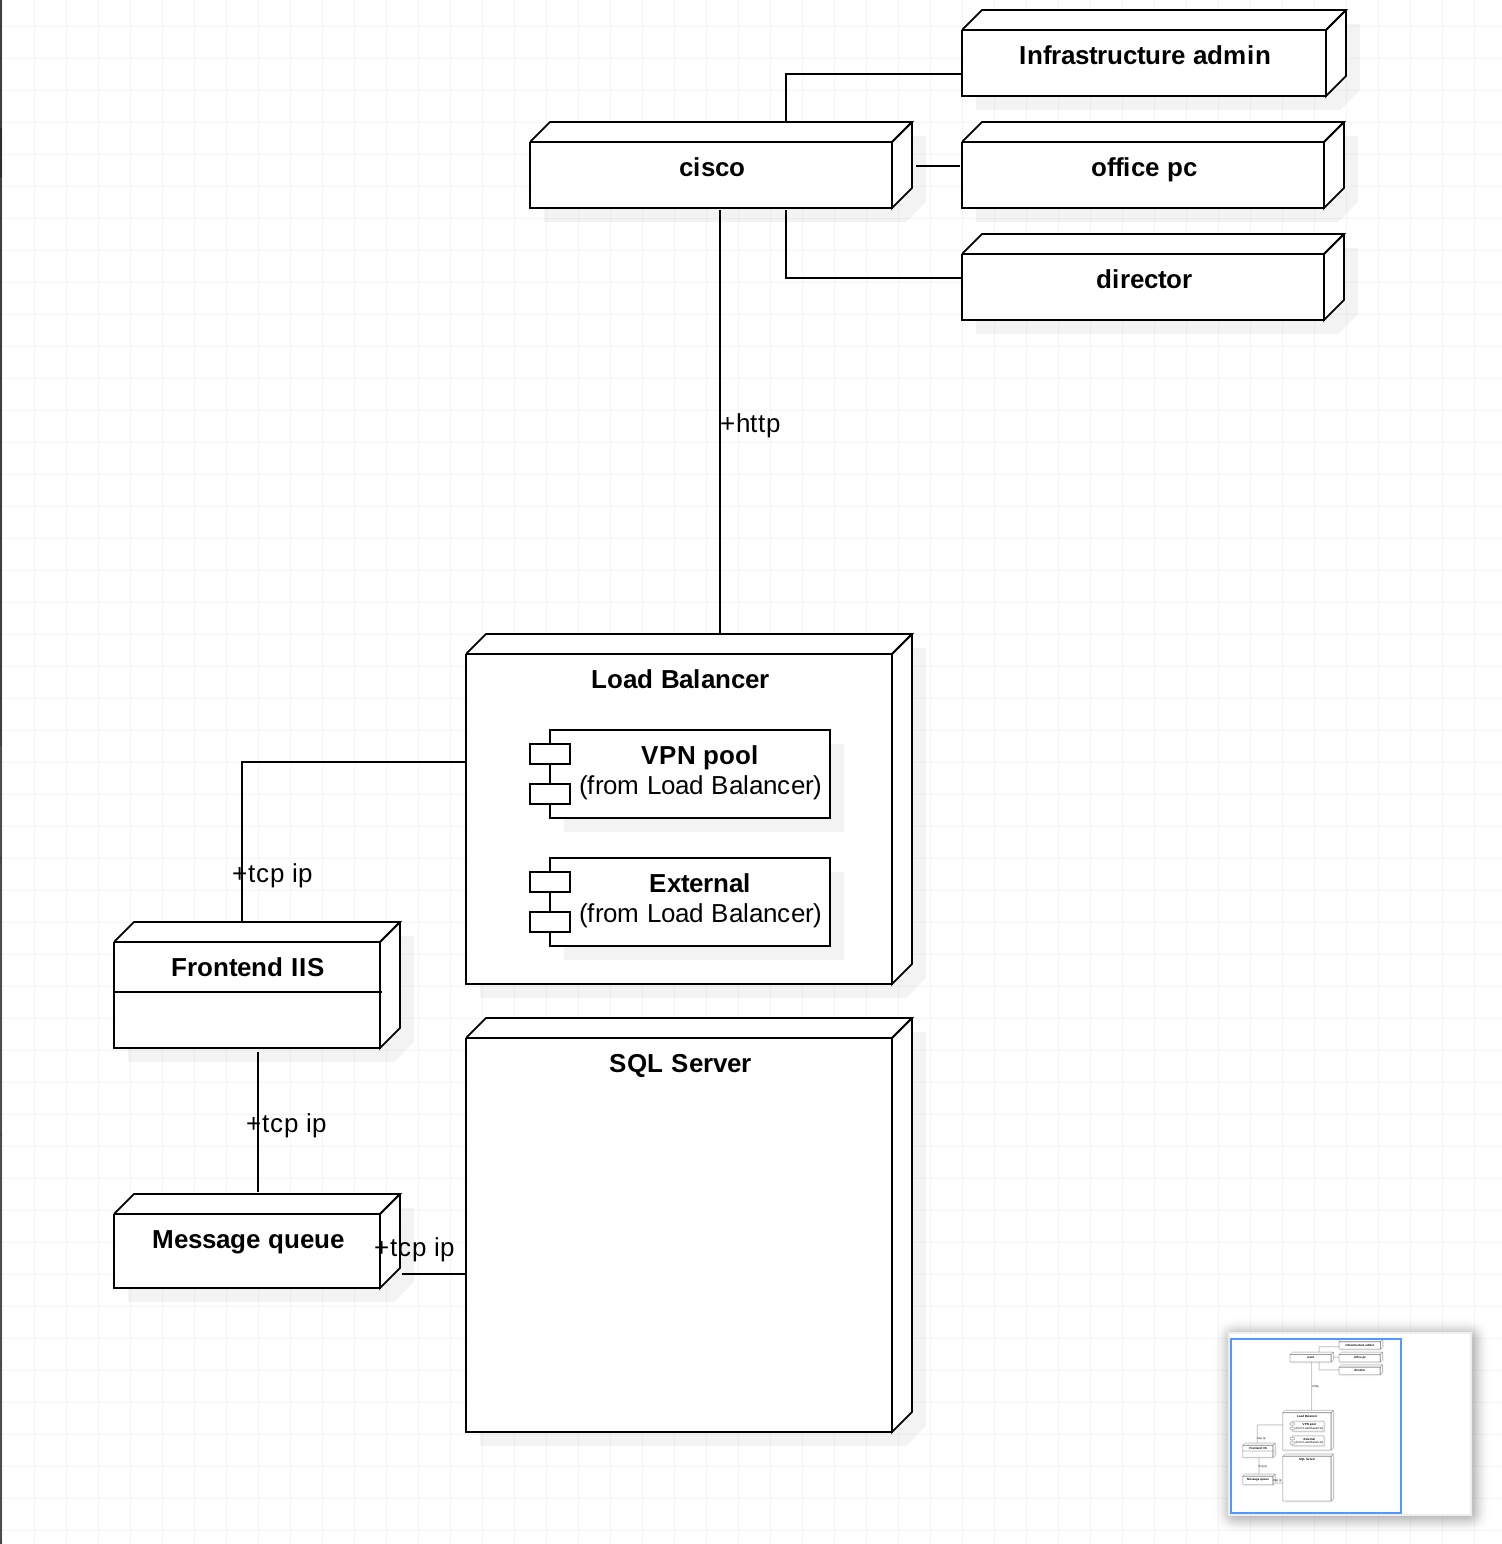 Infrastructure admin
cisco
office pc
director
+http
Load Balancer
VPN pool
(from Load Balancer)
External
(from Load Balancer)
+tcp ip
Frontend IIS
SQL Server
+tcp ip
Message queue
+tcp ip